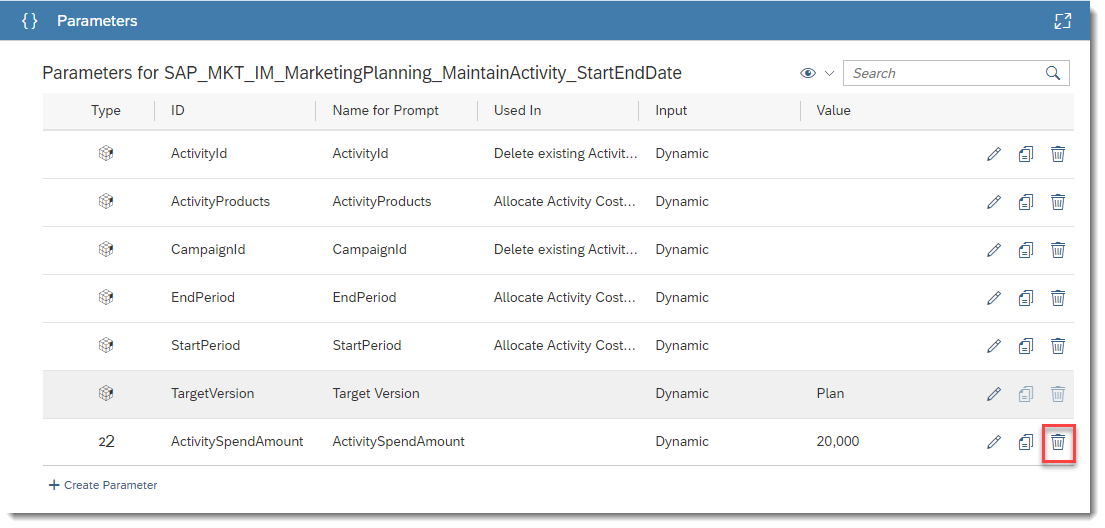 {} Parameters
Parameters for SAP_MKT_IM_MarketingPlanning_MaintainActivity_StartEndDate Search
Type ID Name for Prompt Used In Input Value
ActivityId ActivityId Delete existing Activit... Dynamic
ActivityProducts ActivityProducts Allocate Activity Cost... Dynamic
CampaignId CampaignId Delete existing Activit... Dynamic
EndPeriod EndPeriod Allocate Activity Cost... Dynamic
StartPeriod StartPeriod Allocate Activity Cost... Dynamic
TargetVersion Target Version Dynamic Plan
22 ActivitySpendAmount ActivitySpendAmount Dynamic 20,000
+ Create Parameter